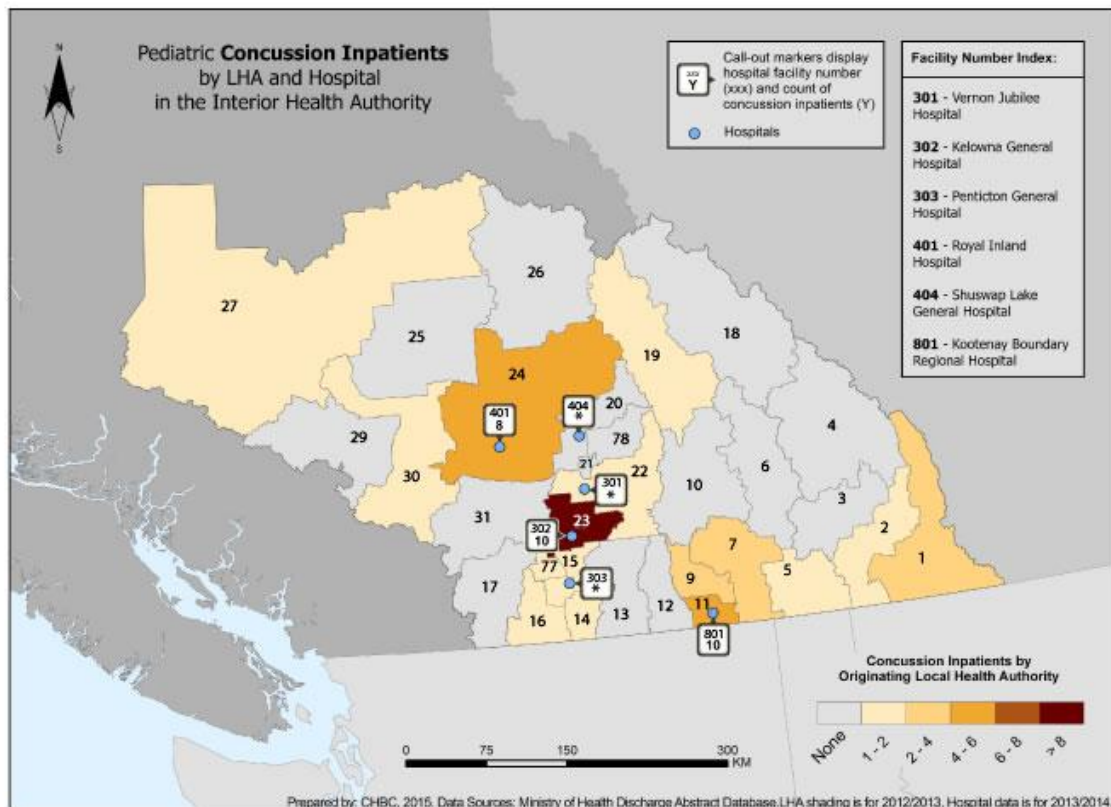 Pediatric Concussion Inpatients
by LHA and Hospital
in the Interior Health Authority
N
S
xxx
Y
Call-out markers display
hospital facility number
(xxx) and count of
concussion inpatients (Y)
Hospitals
Facility Number Index:
301 - Vernon Jubilee
Hospital
302 - Kelowna General
Hospital
303 - Penticton General
Hospital
401 - Royal Inland
Hospital
404 - Shuswap Lake
General Hospital
801 - Kootenay Boundary
Regional Hospital
26
27
25
18
19
24
20
401
8
404
*
4
29
78
21
22
30
6
301
*
10
3
31
23
2
302
10
7
1
15
77
5
9
17
303
*
11
12
13
14
16
801
10
Concussion Inpatients by
Originating Local Health Authority
None
1 - 2
2 - 4
4 - 6
6 - 8
> 8
0
75
150
300
KM
Prepared by: CHBC, 2015. Data Sources: Ministry of Health Discharge Abstract Database.LHA shading is for 2012/2013. Hospital data is for 2013/2014